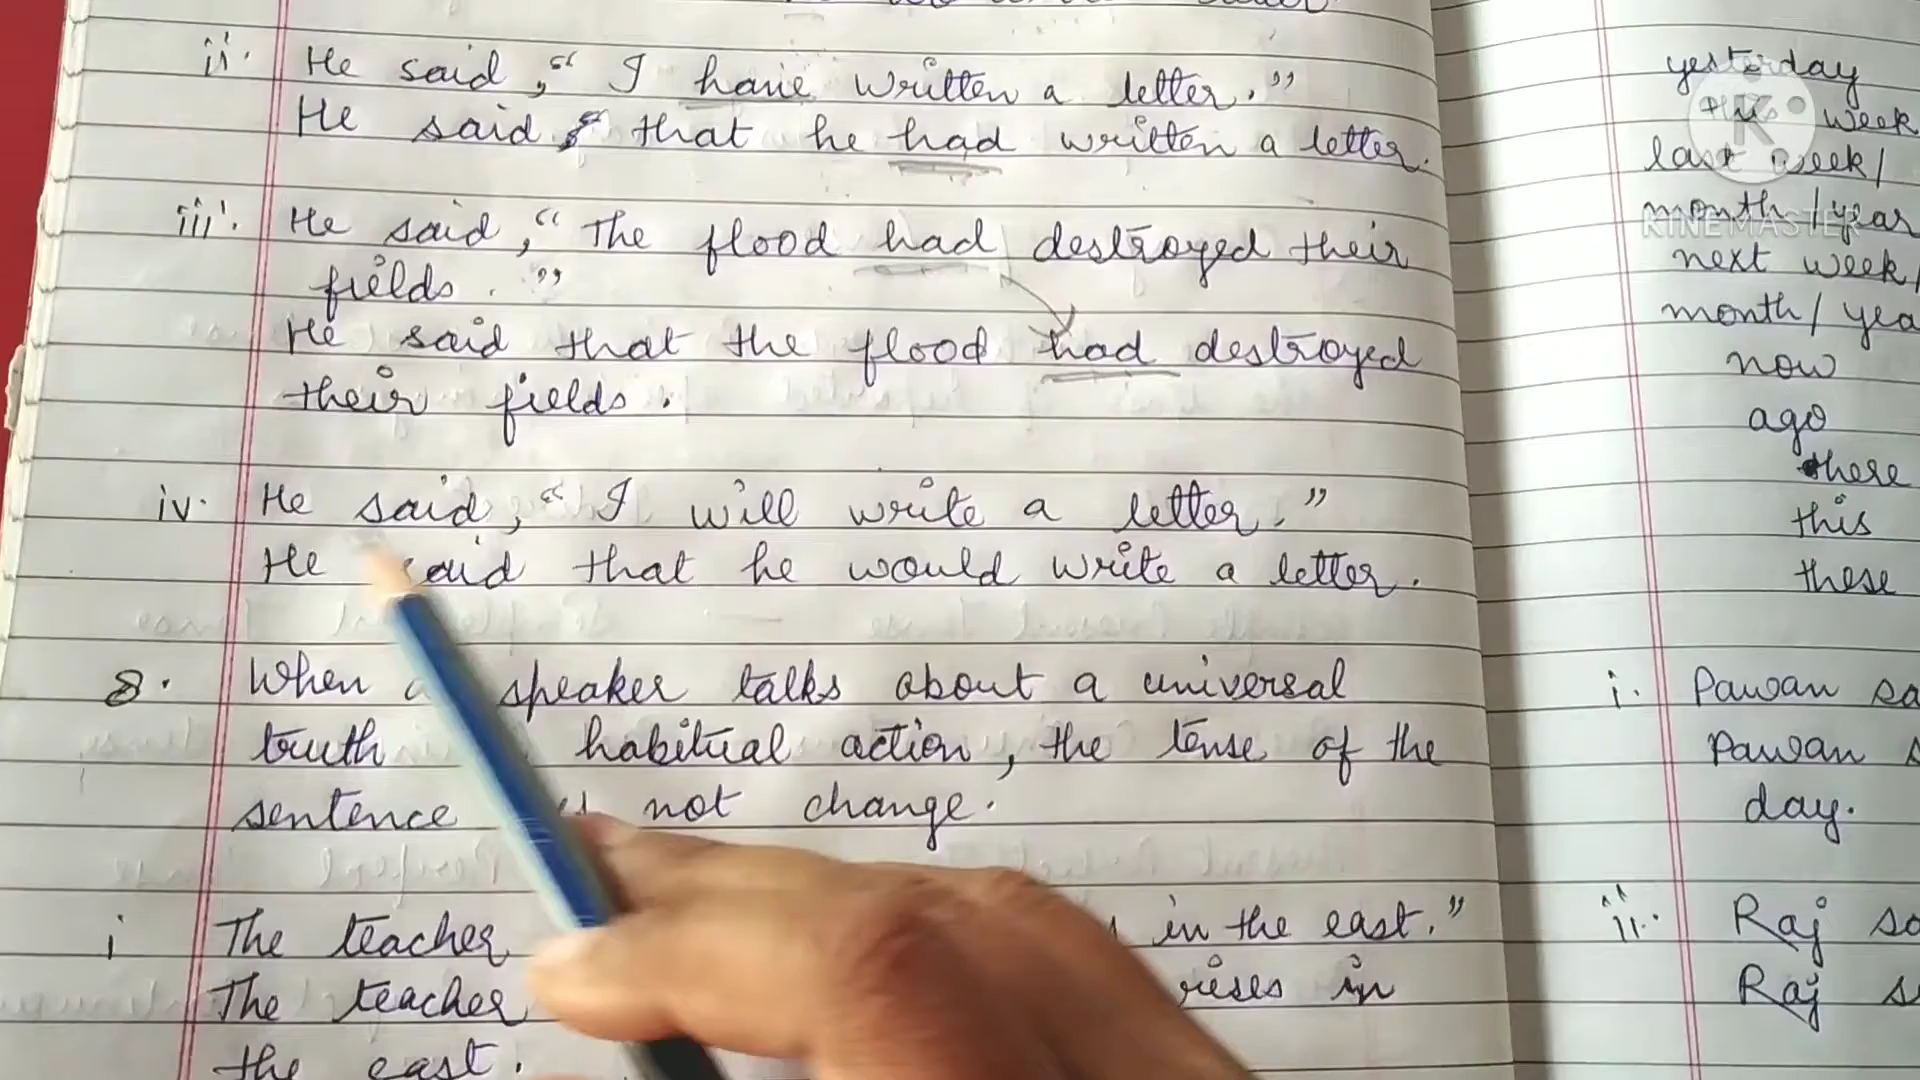 ii. He said, “ I have written a letter.”
He said that he had written a letter.
iii. He said, “ The flood had destroyed their
fields. ”
He said that the flood had destroyed
their fields.
iv. He said, “ I will write a letter.”
He said that he would write a letter.
8. When a speaker talks about a universal
truth habitual action, the tense of the
sentence not change.
i The teacher in the east.”
The teacher rises in
the east.
yesterday
this week
last week/
month/year
next week/
month/
now
ago
here
this
these
i. Pawan
Pawan
day.
ii. Raj
Raj
K
KINEMASTER